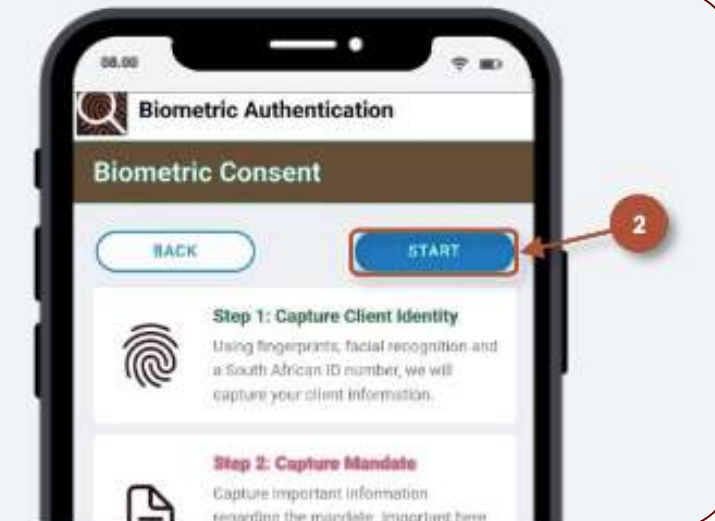 08.00
Biometric Authentication
Biometric Consent
BACK
START
2
Step 1: Capture Client Identity
Using fingerprints, facial recognition and
a South African ID number, we will
capture your client information.
Step 2: Capture Mandate
Capture important information
regarding the mandate. Important here